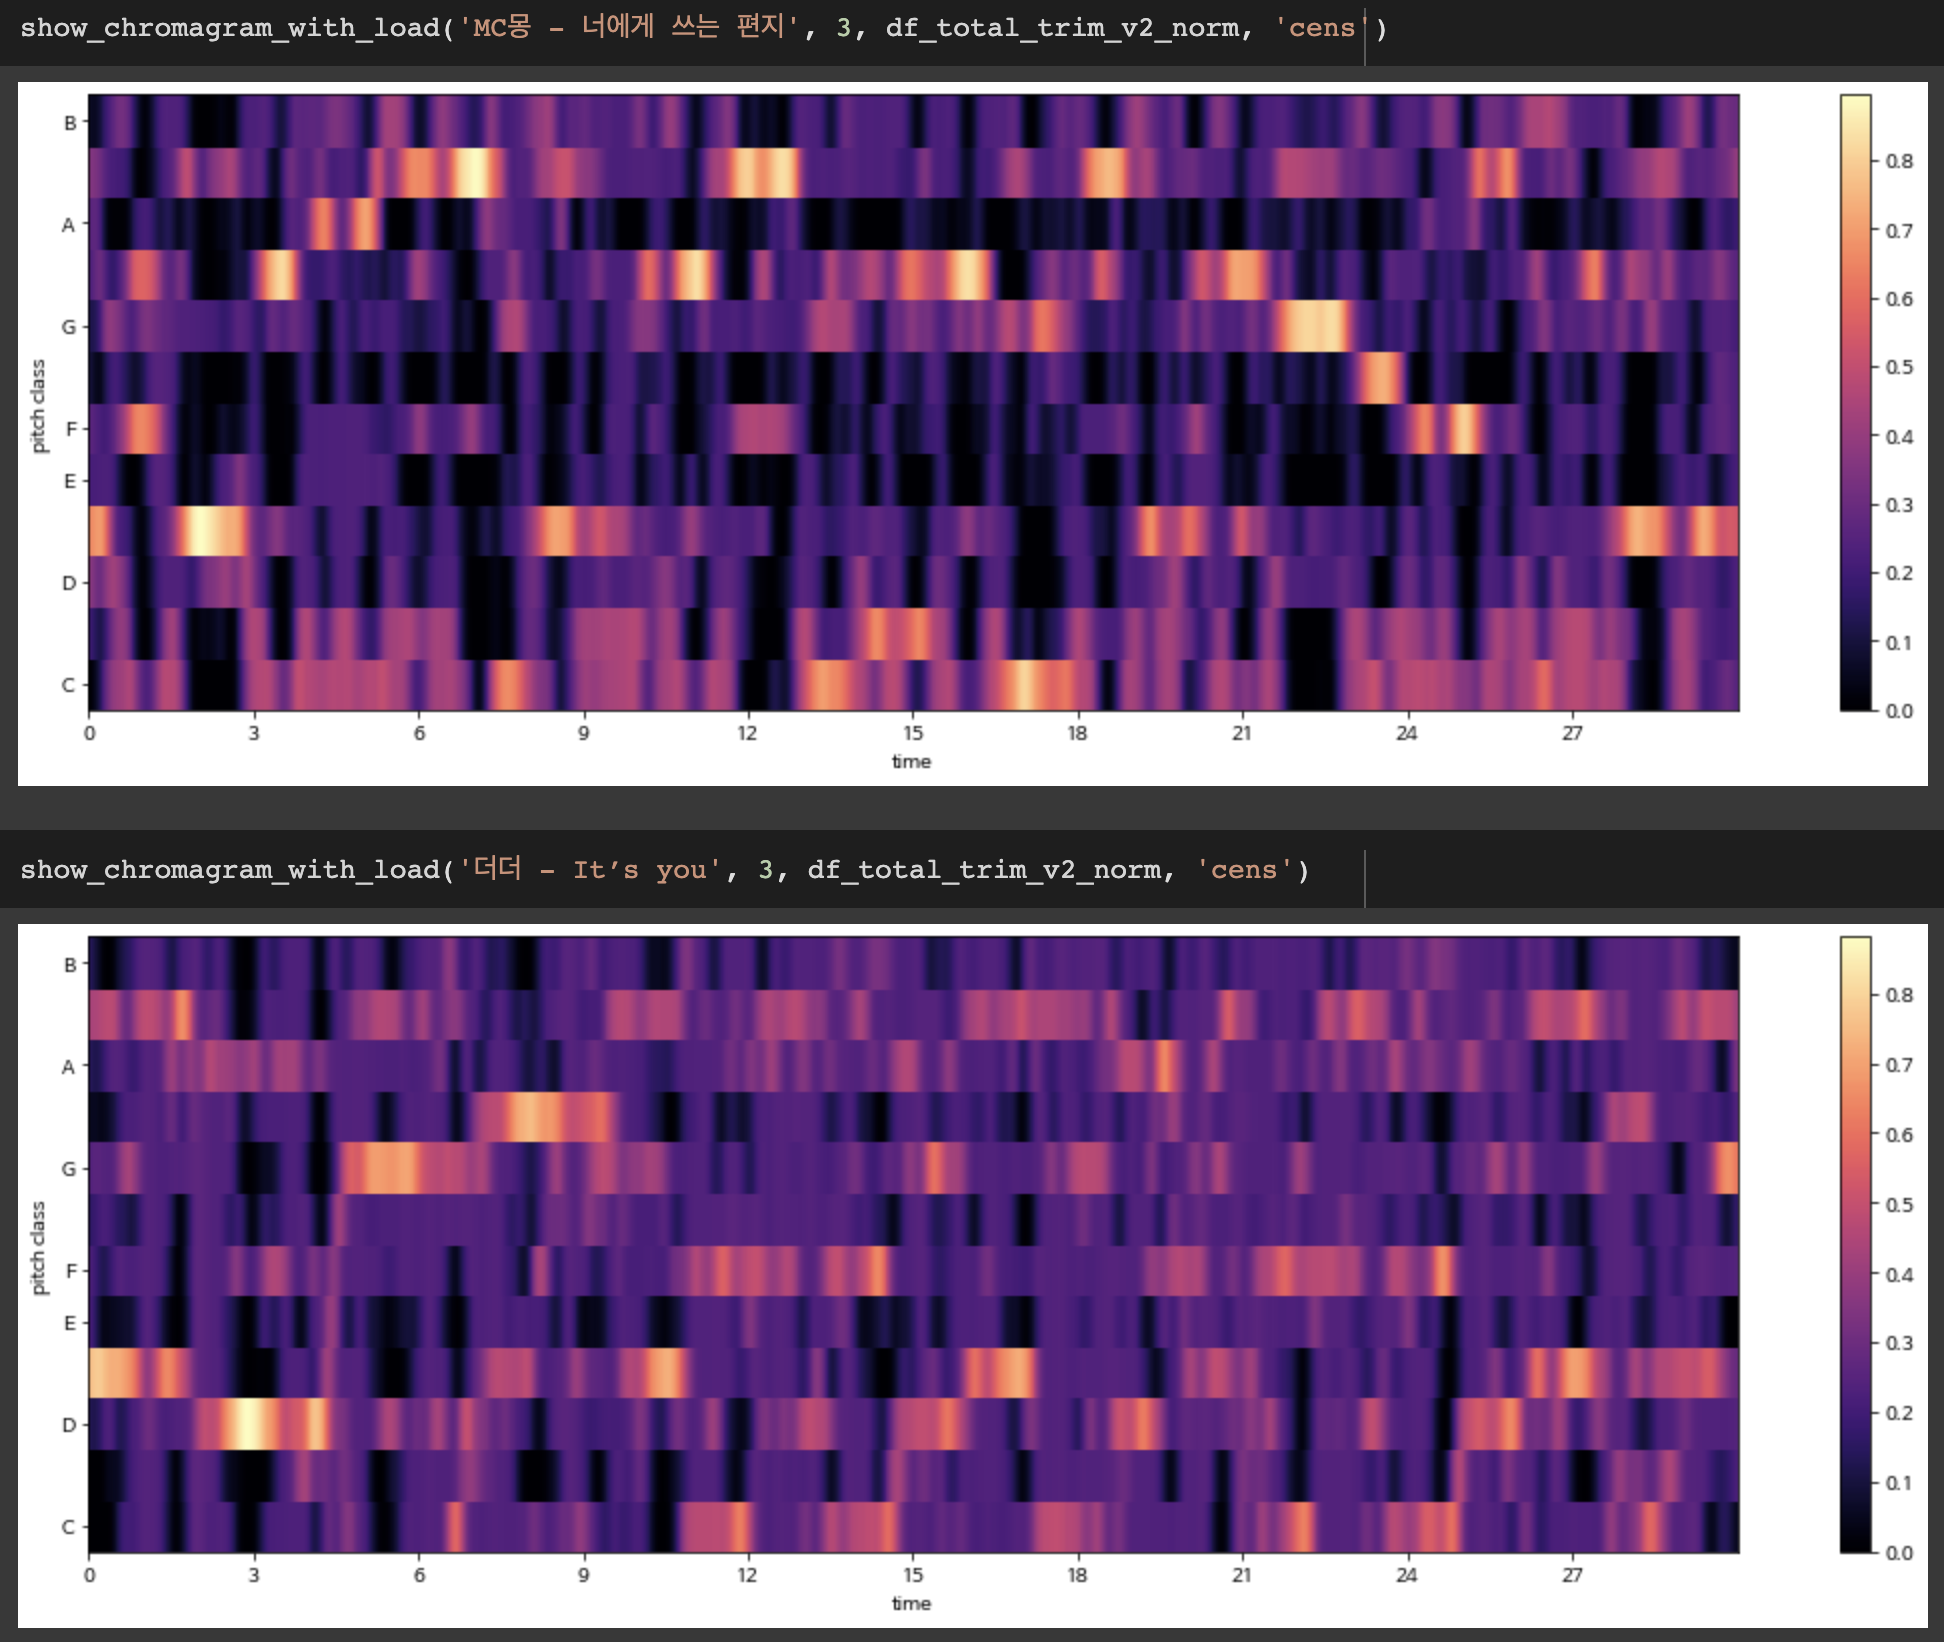 show_chromagram_with_load('MC몽 – 너에게 쓰는 편지', 3, df_total_trim_v2_norm, 'cens')
B
A
G
F
E
D
C
pitch class
0 3 6 9 12 15 18 21 24 27
time
0.8
0.7
0.6
0.5
0.4
0.3
0.2
0.1
0.0
show_chromagram_with_load('더더 – It’s you', 3, df_total_trim_v2_norm, 'cens')
B
A
G
F
E
D
C
pitch class
0 3 6 9 12 15 18 21 24 27
time
0.8
0.7
0.6
0.5
0.4
0.3
0.2
0.1
0.0